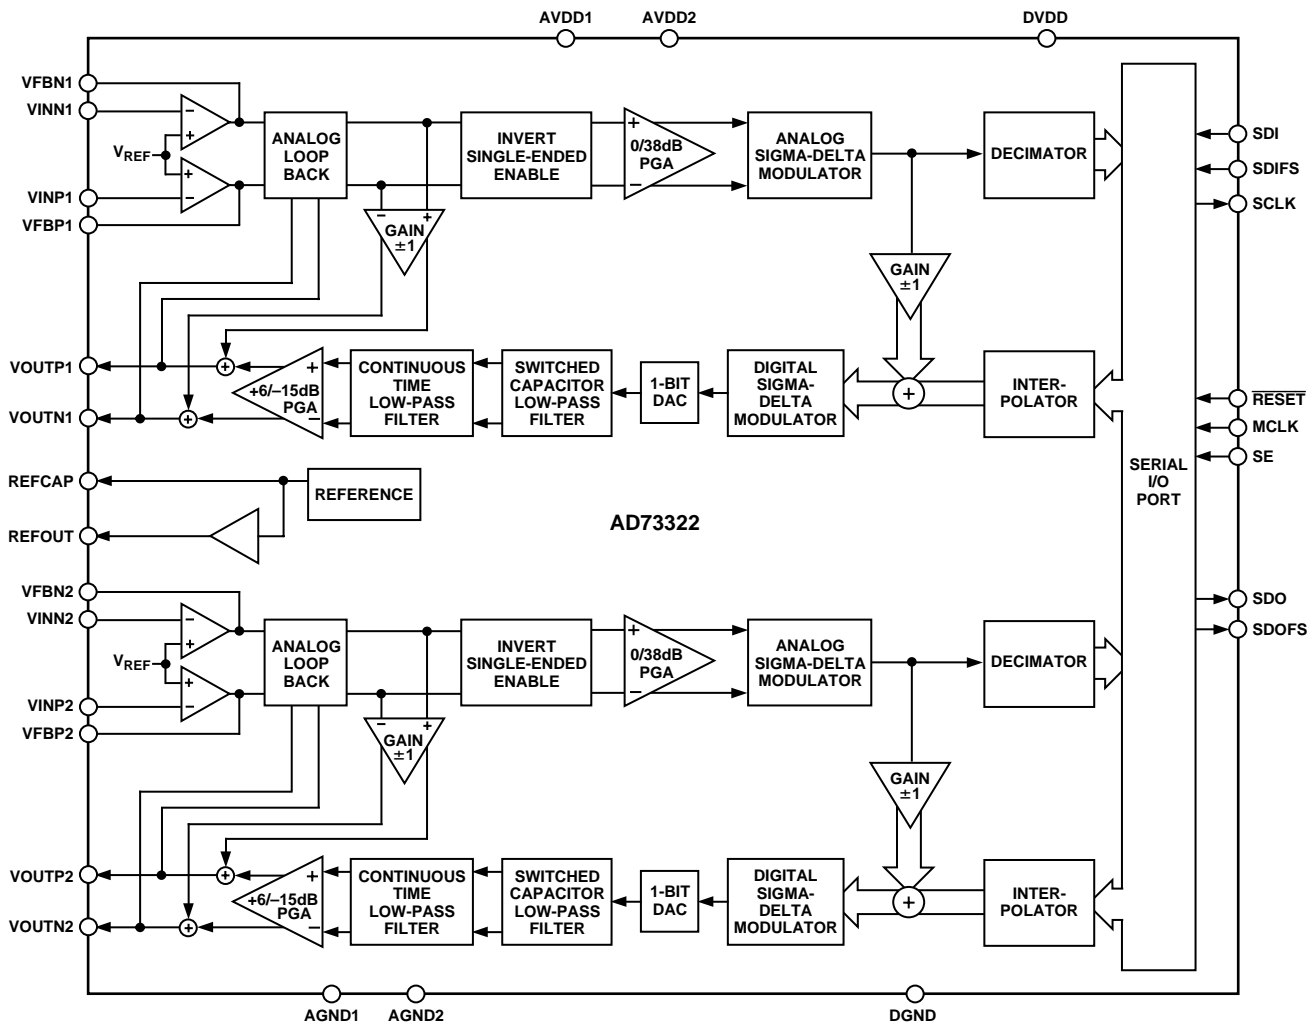 AVDD1
AVDD2
DVDD
VFBN1
VINN1
VREF
VINP1
VFBP1
ANALOG
LOOP
BACK
INVERT
SINGLE-ENDED
ENABLE
+
0/38dB
PGA
−
ANALOG
SIGMA-DELTA
MODULATOR
DECIMATOR
SDI
SDIFS
SCLK
−
+
+
−
−
+
GAIN
±1
GAIN
±1
VOUTP1
VOUTN1
+
+
+
+6/−15dB
PGA
−
CONTINUOUS
TIME
LOW-PASS
FILTER
SWITCHED
CAPACITOR
LOW-PASS
FILTER
1-BIT
DAC
DIGITAL
SIGMA-
DELTA
MODULATOR
+
INTER-
POLATOR
RESET
MCLK
SE
SERIAL
I/O
PORT
REFCAP
REFERENCE
REFOUT
AD73322
VFBN2
VINN2
VREF
VINP2
VFBP2
−
+
+
−
ANALOG
LOOP
BACK
INVERT
SINGLE-ENDED
ENABLE
+
0/38dB
PGA
−
ANALOG
SIGMA-DELTA
MODULATOR
DECIMATOR
SDO
SDOFS
−
+
GAIN
±1
GAIN
±1
VOUTP2
VOUTN2
+
+
+
+6/−15dB
PGA
−
CONTINUOUS
TIME
LOW-PASS
FILTER
SWITCHED
CAPACITOR
LOW-PASS
FILTER
1-BIT
DAC
DIGITAL
SIGMA-
DELTA
MODULATOR
+
INTER-
POLATOR
AGND1
AGND2
DGND